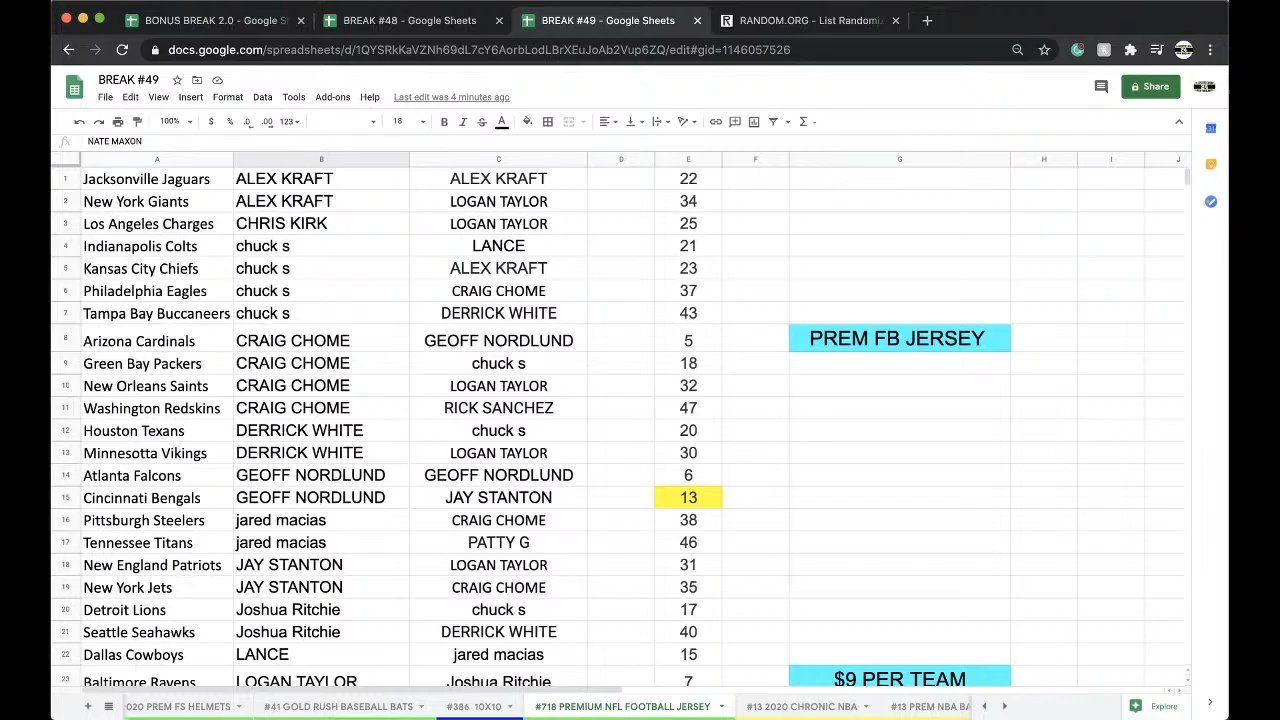 BONUS BREAK 2.0 - Google S
BREAK #48 - Google Sheets
BREAK #49 - Google Sheets
RANDOM.ORG - List Randomi
docs.google.com/spreadsheets/d/1QYSRkKaVZNh69dL7cY6AorbLodLBrXEuJoAb2Vup6ZQ/edit#gid=1146057526
BREAK #49
File Edit View Insert Format Data Tools Add-ons Help Last edit was 4 minutes ago
Share
100% $ % .0 .00 123 18 B I S A
fx NATE MAXON
A B C D E F G H I J
1 Jacksonville Jaguars ALEX KRAFT ALEX KRAFT 22
2 New York Giants ALEX KRAFT LOGAN TAYLOR 34
3 Los Angeles Charges CHRIS KIRK LOGAN TAYLOR 25
4 Indianapolis Colts chuck s LANCE 21
5 Kansas City Chiefs chuck s ALEX KRAFT 23
6 Philadelphia Eagles chuck s CRAIG CHOME 37
7 Tampa Bay Buccaneers chuck s DERRICK WHITE 43
8 Arizona Cardinals CRAIG CHOME GEOFF NORDLUND 5 PREM FB JERSEY
9 Green Bay Packers CRAIG CHOME chuck s 18
10 New Orleans Saints CRAIG CHOME LOGAN TAYLOR 32
11 Washington Redskins CRAIG CHOME RICK SANCHEZ 47
12 Houston Texans DERRICK WHITE chuck s 20
13 Minnesotta Vikings DERRICK WHITE LOGAN TAYLOR 30
14 Atlanta Falcons GEOFF NORDLUND GEOFF NORDLUND 6
15 Cincinnati Bengals GEOFF NORDLUND JAY STANTON 13
16 Pittsburgh Steelers jared macias CRAIG CHOME 38
17 Tennessee Titans jared macias PATTY G 46
18 New England Patriots JAY STANTON LOGAN TAYLOR 31
19 New York Jets JAY STANTON CRAIG CHOME 35
20 Detroit Lions Joshua Ritchie chuck s 17
21 Seattle Seahawks Joshua Ritchie DERRICK WHITE 40
22 Dallas Cowboys LANCE jared macias 15
23 Baltimore Ravens LOGAN TAYLOR Joshua Ritchie 7 $9 PER TEAM
020 PREM FS HELMETS #41 GOLD RUSH BASEBALL BATS #386 10X10 #718 PREMIUM NFL FOOTBALL JERSEY #13 2020 CHRONIC NBA #13 PREM NBA BA Explore